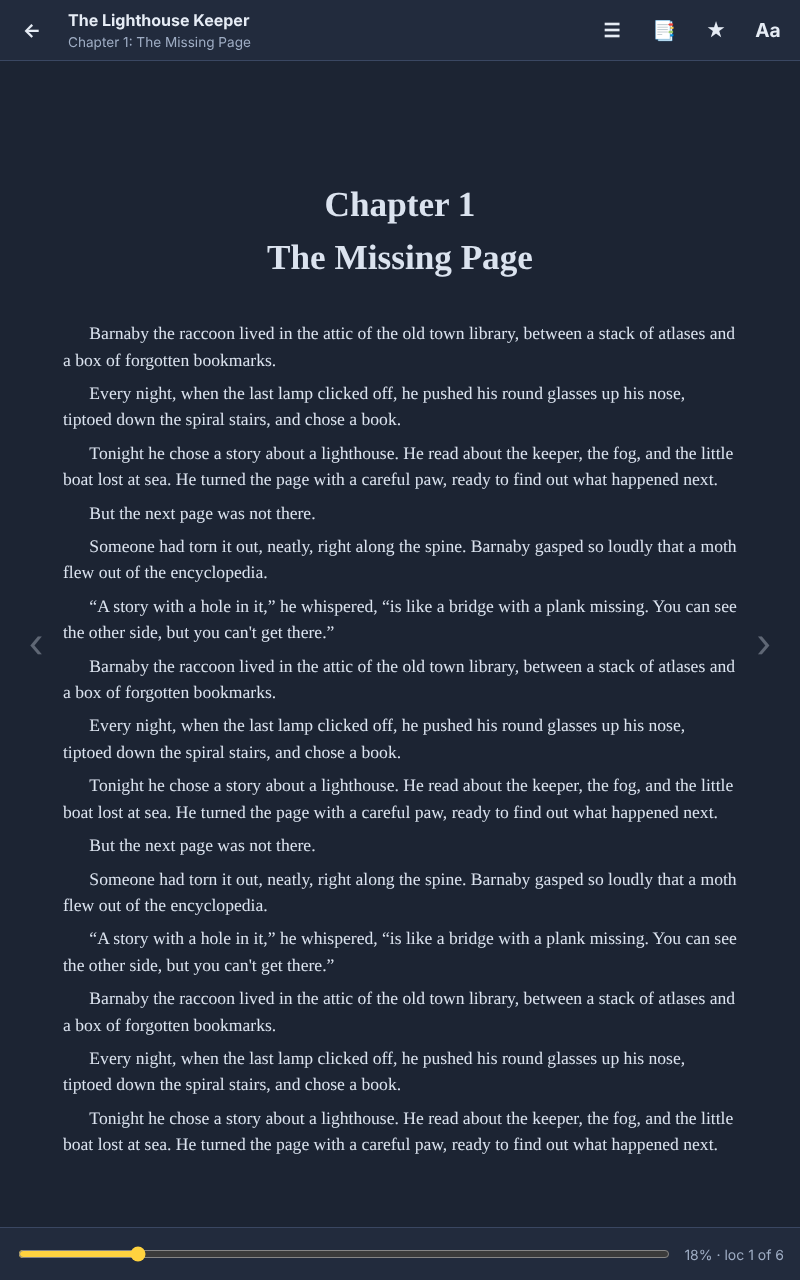 The Lighthouse Keeper
Chapter 1: The Missing Page
Aa
Chapter 1
The Missing Page
Barnaby the raccoon lived in the attic of the old town library, between a stack of atlases and
a box of forgotten bookmarks.
Every night, when the last lamp clicked off, he pushed his round glasses up his nose,
tiptoed down the spiral stairs, and chose a book.
Tonight he chose a story about a lighthouse. He read about the keeper, the fog, and the little
boat lost at sea. He turned the page with a careful paw, ready to find out what happened next.
But the next page was not there.
Someone had torn it out, neatly, right along the spine. Barnaby gasped so loudly that a moth
flew out of the encyclopedia.
“A story with a hole in it,” he whispered, “is like a bridge with a plank missing. You can see
the other side, but you can't get there.”
Barnaby the raccoon lived in the attic of the old town library, between a stack of atlases and
a box of forgotten bookmarks.
Every night, when the last lamp clicked off, he pushed his round glasses up his nose,
tiptoed down the spiral stairs, and chose a book.
Tonight he chose a story about a lighthouse. He read about the keeper, the fog, and the little
boat lost at sea. He turned the page with a careful paw, ready to find out what happened next.
But the next page was not there.
Someone had torn it out, neatly, right along the spine. Barnaby gasped so loudly that a moth
flew out of the encyclopedia.
“A story with a hole in it,” he whispered, “is like a bridge with a plank missing. You can see
the other side, but you can't get there.”
Barnaby the raccoon lived in the attic of the old town library, between a stack of atlases and
a box of forgotten bookmarks.
Every night, when the last lamp clicked off, he pushed his round glasses up his nose,
tiptoed down the spiral stairs, and chose a book.
Tonight he chose a story about a lighthouse. He read about the keeper, the fog, and the little
boat lost at sea. He turned the page with a careful paw, ready to find out what happened next.
18% · loc 1 of 6